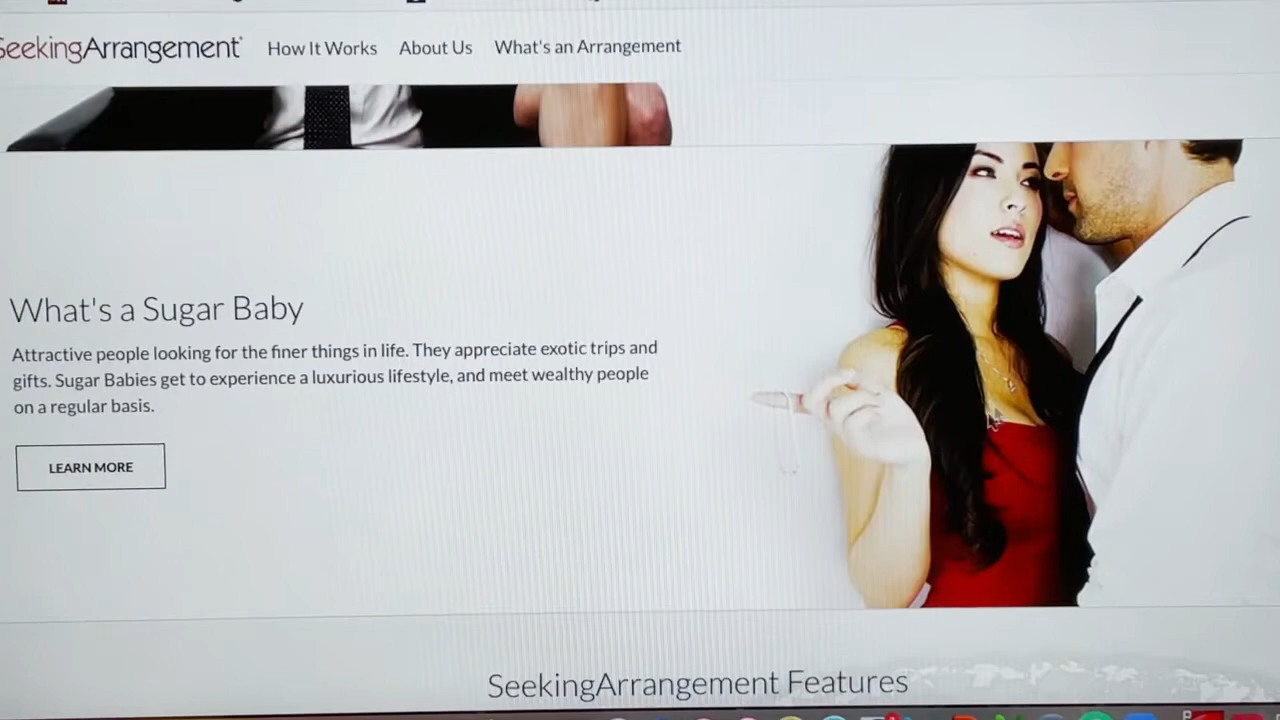 SeekingArrangement How It Works About Us What's an Arrangement
What's a Sugar Baby
Attractive people looking for the finer things in life. They appreciate exotic trips and
gifts. Sugar Babies get to experience a luxurious lifestyle, and meet wealthy people
on a regular basis.
LEARN MORE
SeekingArrangement Features